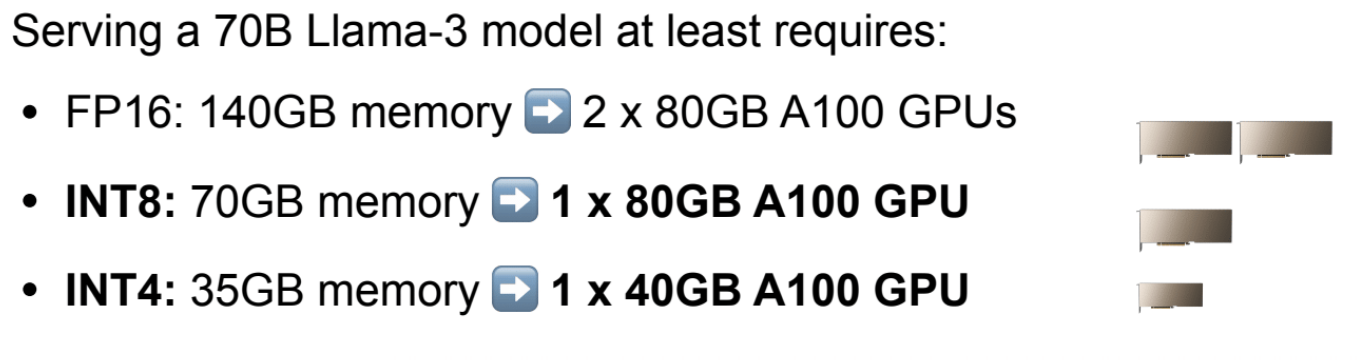 Serving a 70B Llama-3 model at least requires:
• FP16: 140GB memory ➡️ 2 x 80GB A100 GPUs
• INT8: 70GB memory ➡️ 1 x 80GB A100 GPU
• INT4: 35GB memory ➡️ 1 x 40GB A100 GPU